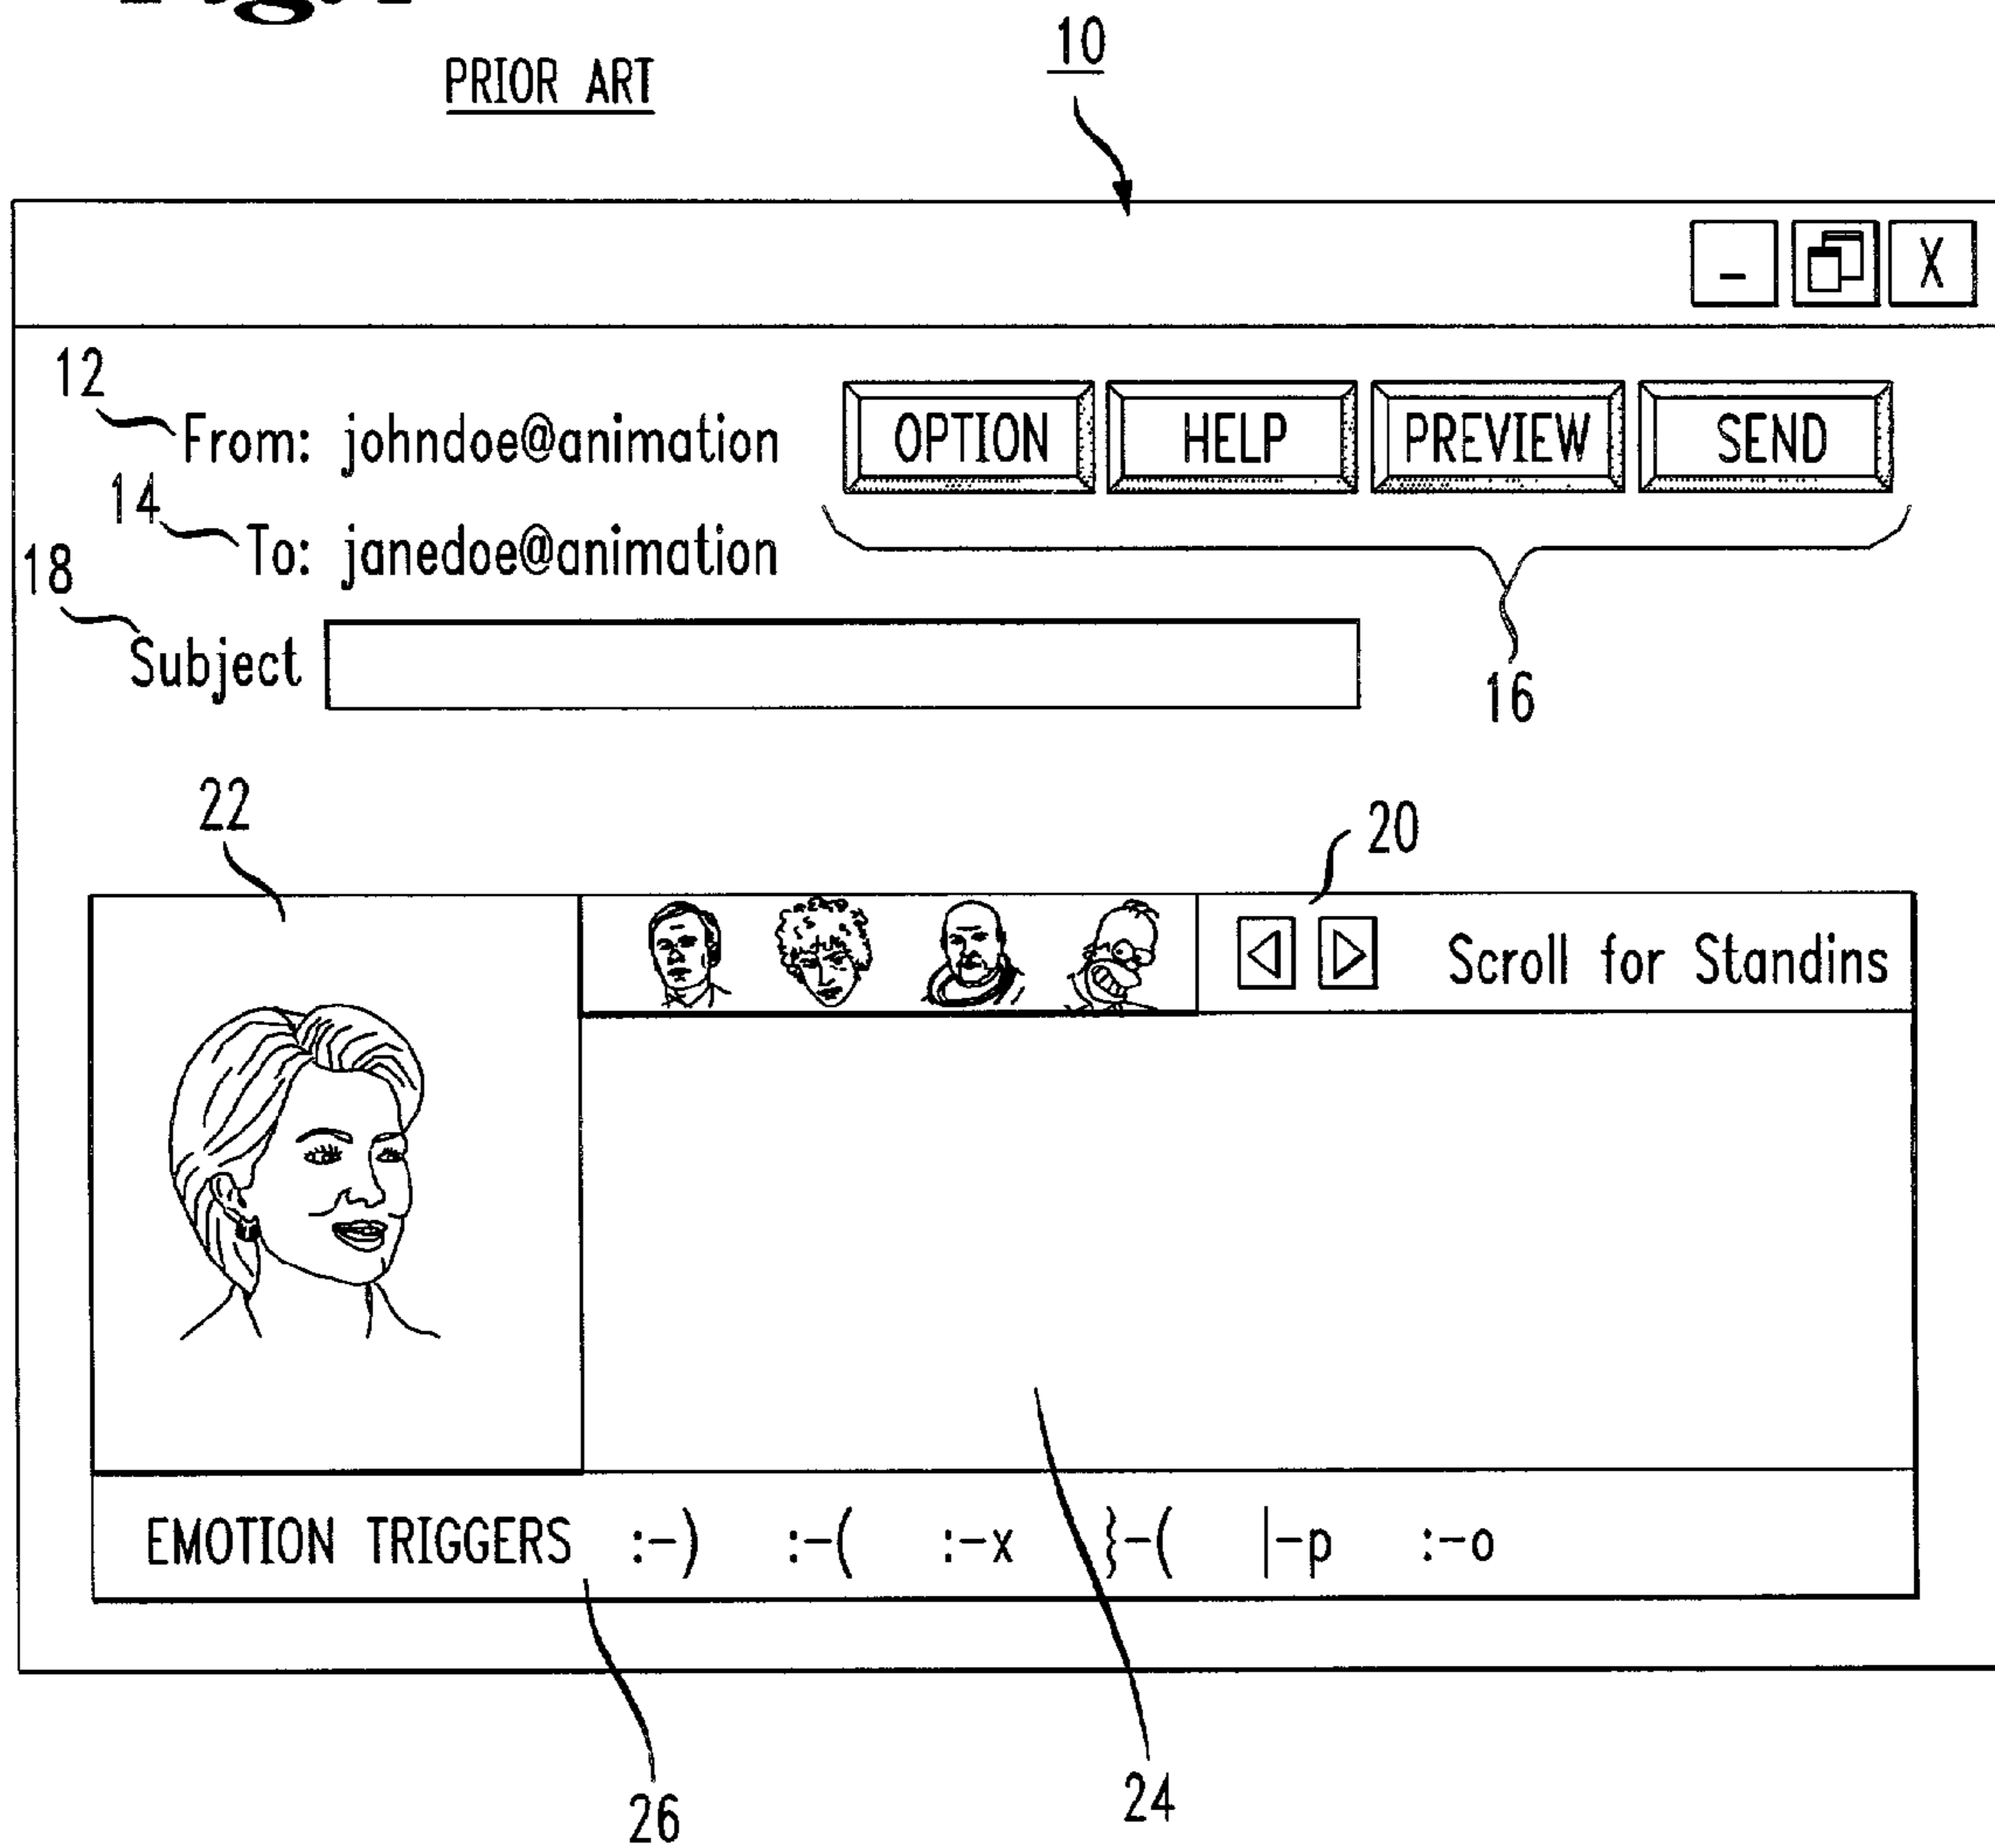 PRIOR ART
10
_ X
12
From: johndoe@animation OPTION HELP PREVIEW SEND
14
To: janedoe@animation
18
Subject
16
22
20
Scroll for Standins
EMOTION TRIGGERS :-) :-( :-x }-( |-p :-o
24
26